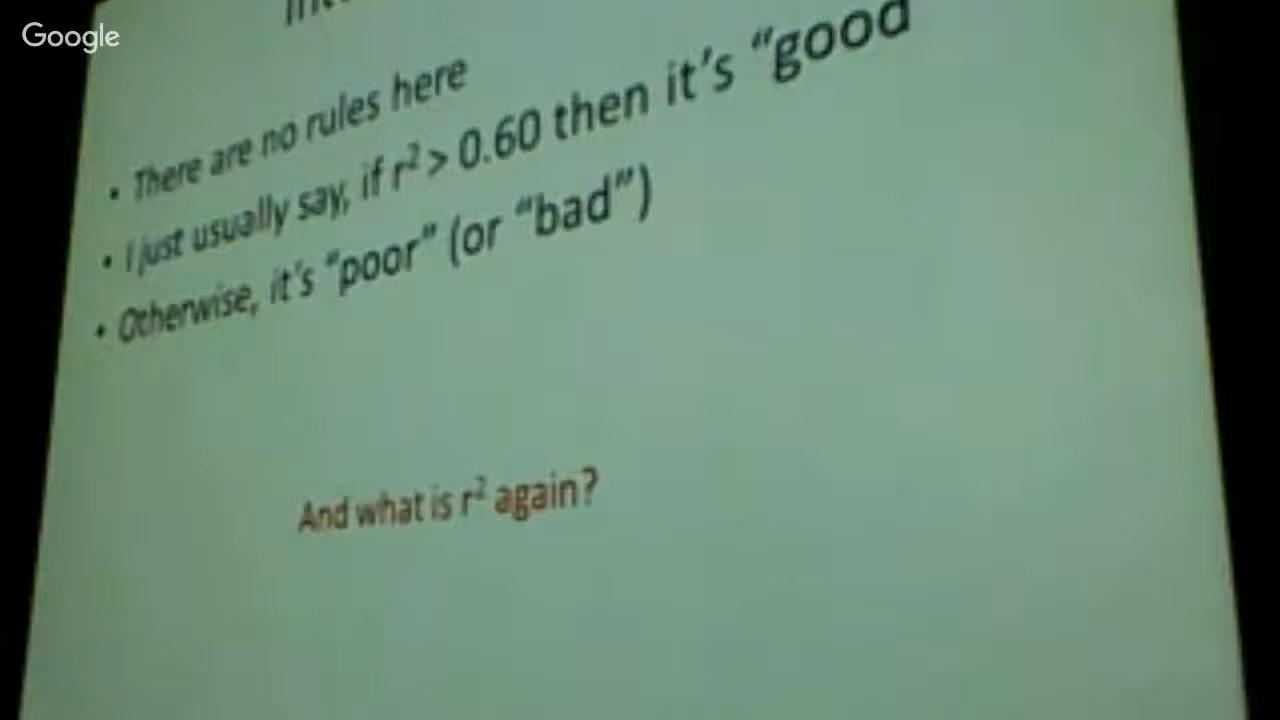 Google
• There are no rules here
• I just usually say, if r² > 0.60 then it's “good
• Otherwise, it's “poor” (or “bad”)
And what is r² again?